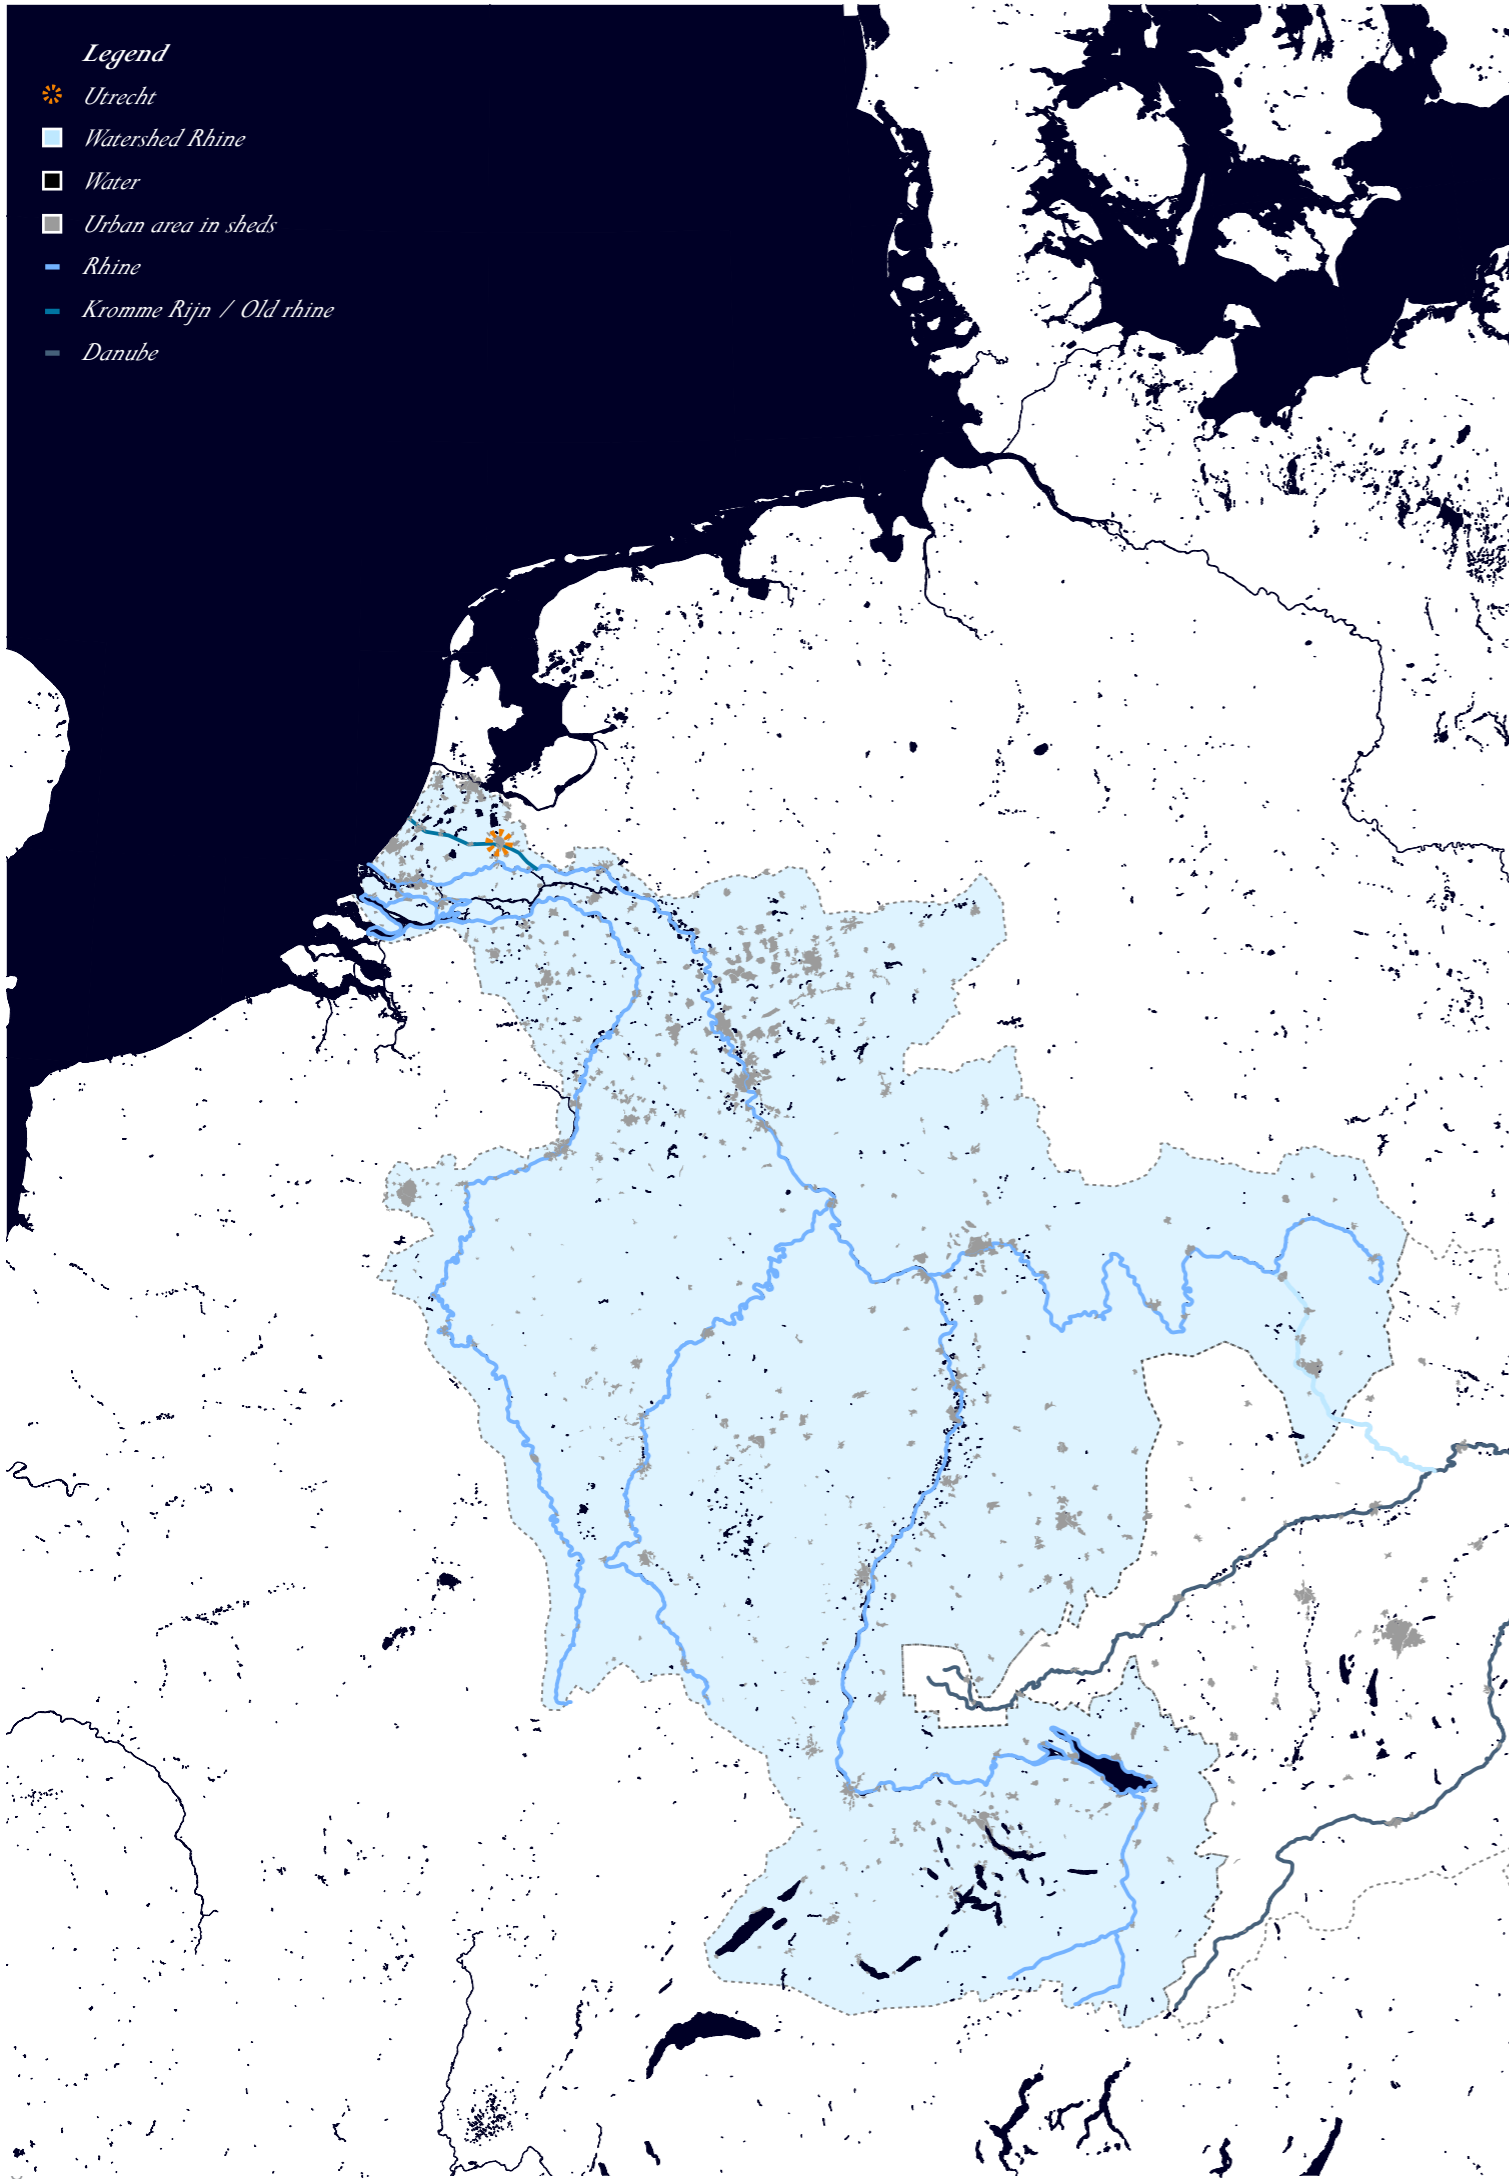 Legend
Utrecht
Watershed Rhine
Water
Urban area in sheds
Rhine
Kromme Rijn / Old rhine
Danube